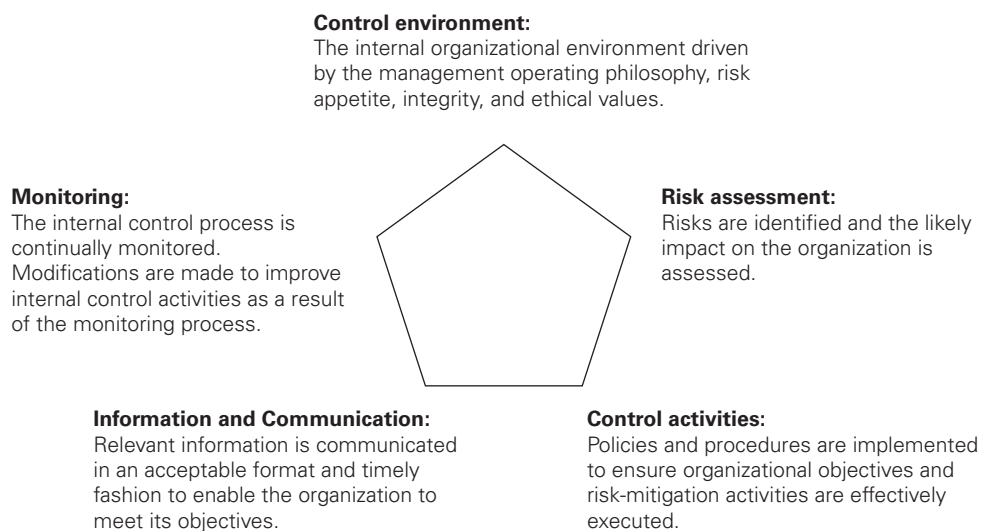 Control environment:
The internal organizational environment driven
by the management operating philosophy, risk
appetite, integrity, and ethical values.
Monitoring:
The internal control process is
continually monitored.
Modifications are made to improve
internal control activities as a result
of the monitoring process.
Risk assessment:
Risks are identified and the likely
impact on the organization is
assessed.
Information and Communication:
Relevant information is communicated
in an acceptable format and timely
fashion to enable the organization to
meet its objectives.
Control activities:
Policies and procedures are implemented
to ensure organizational objectives and
risk-mitigation activities are effectively
executed.